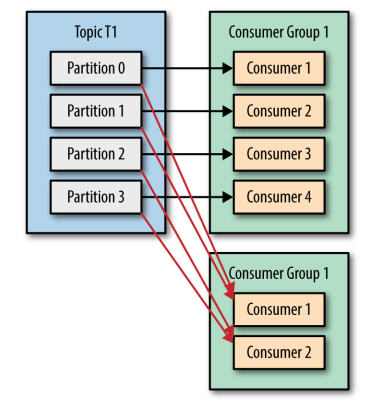 Topic T1
Partition 0
Partition 1
Partition 2
Partition 3
Consumer Group 1
Consumer 1
Consumer 2
Consumer 3
Consumer 4
Consumer Group 1
Consumer 1
Consumer 2